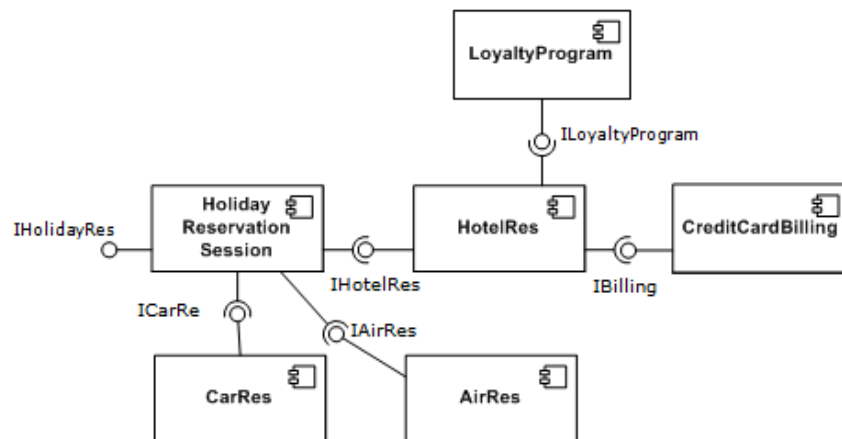 LoyaltyProgram
ILoyaltyProgram
Holiday
Reservation
Session
HotelRes
CreditCardBilling
IHolidayRes
IHotelRes
IBilling
ICarRe
IAirRes
CarRes
AirRes